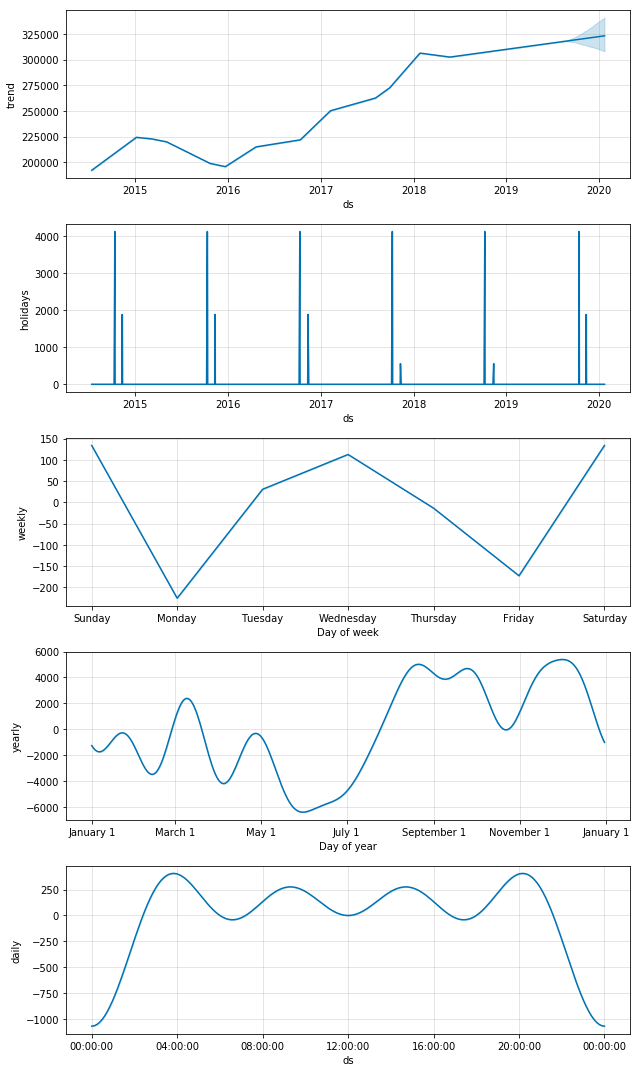 325000
300000
275000
250000
225000
200000
trend
2015 2016 2017 2018 2019 2020
ds
4000
3000
2000
1000
0
holidays
2015 2016 2017 2018 2019 2020
ds
150
100
50
0
−50
−100
−150
−200
weekly
Sunday Monday Tuesday Wednesday Thursday Friday Saturday
Day of week
6000
4000
2000
0
−2000
−4000
−6000
yearly
January 1 March 1 May 1 July 1 September 1 November 1 January 1
Day of year
250
0
−250
−500
−750
−1000
daily
00:00:00 04:00:00 08:00:00 12:00:00 16:00:00 20:00:00 00:00:00
ds